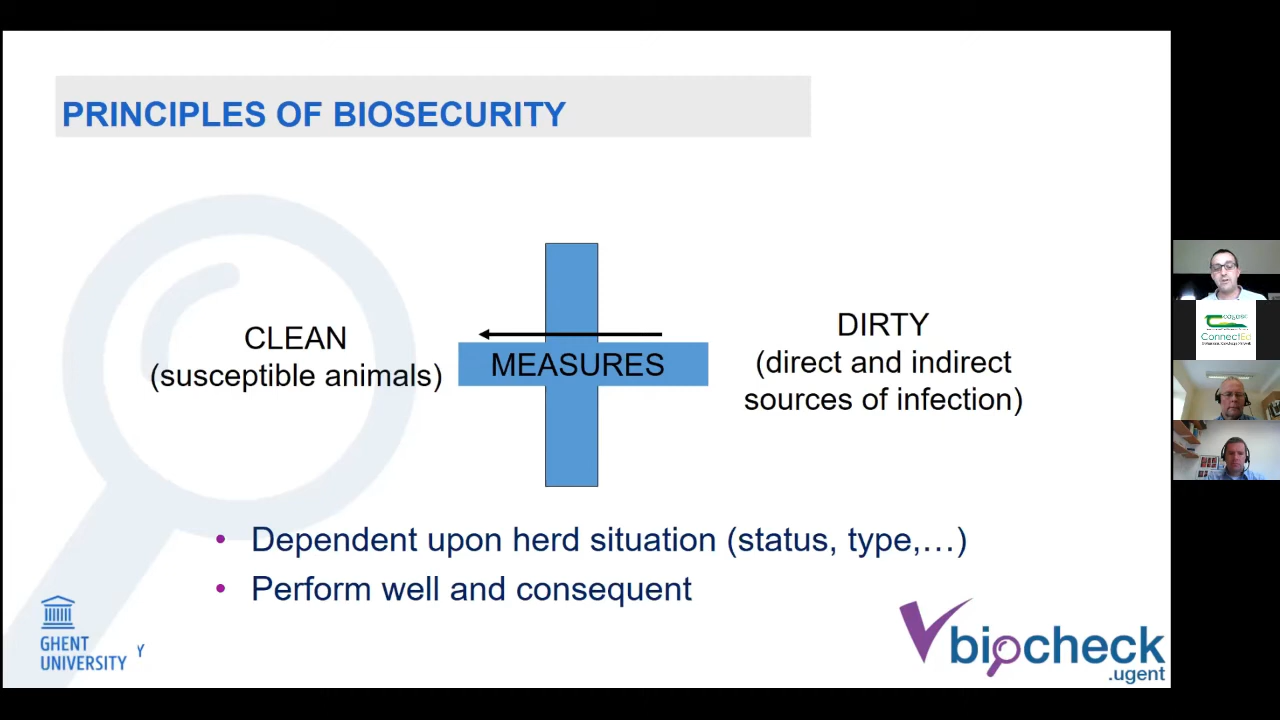 PRINCIPLES OF BIOSECURITY
CLEAN
(susceptible animals)
MEASURES
DIRTY
(direct and indirect
sources of infection)
• Dependent upon herd situation (status, type,…)
• Perform well and consequent
GHENT
UNIVERSITY
Y
biocheck
.ugent
ConnectEd